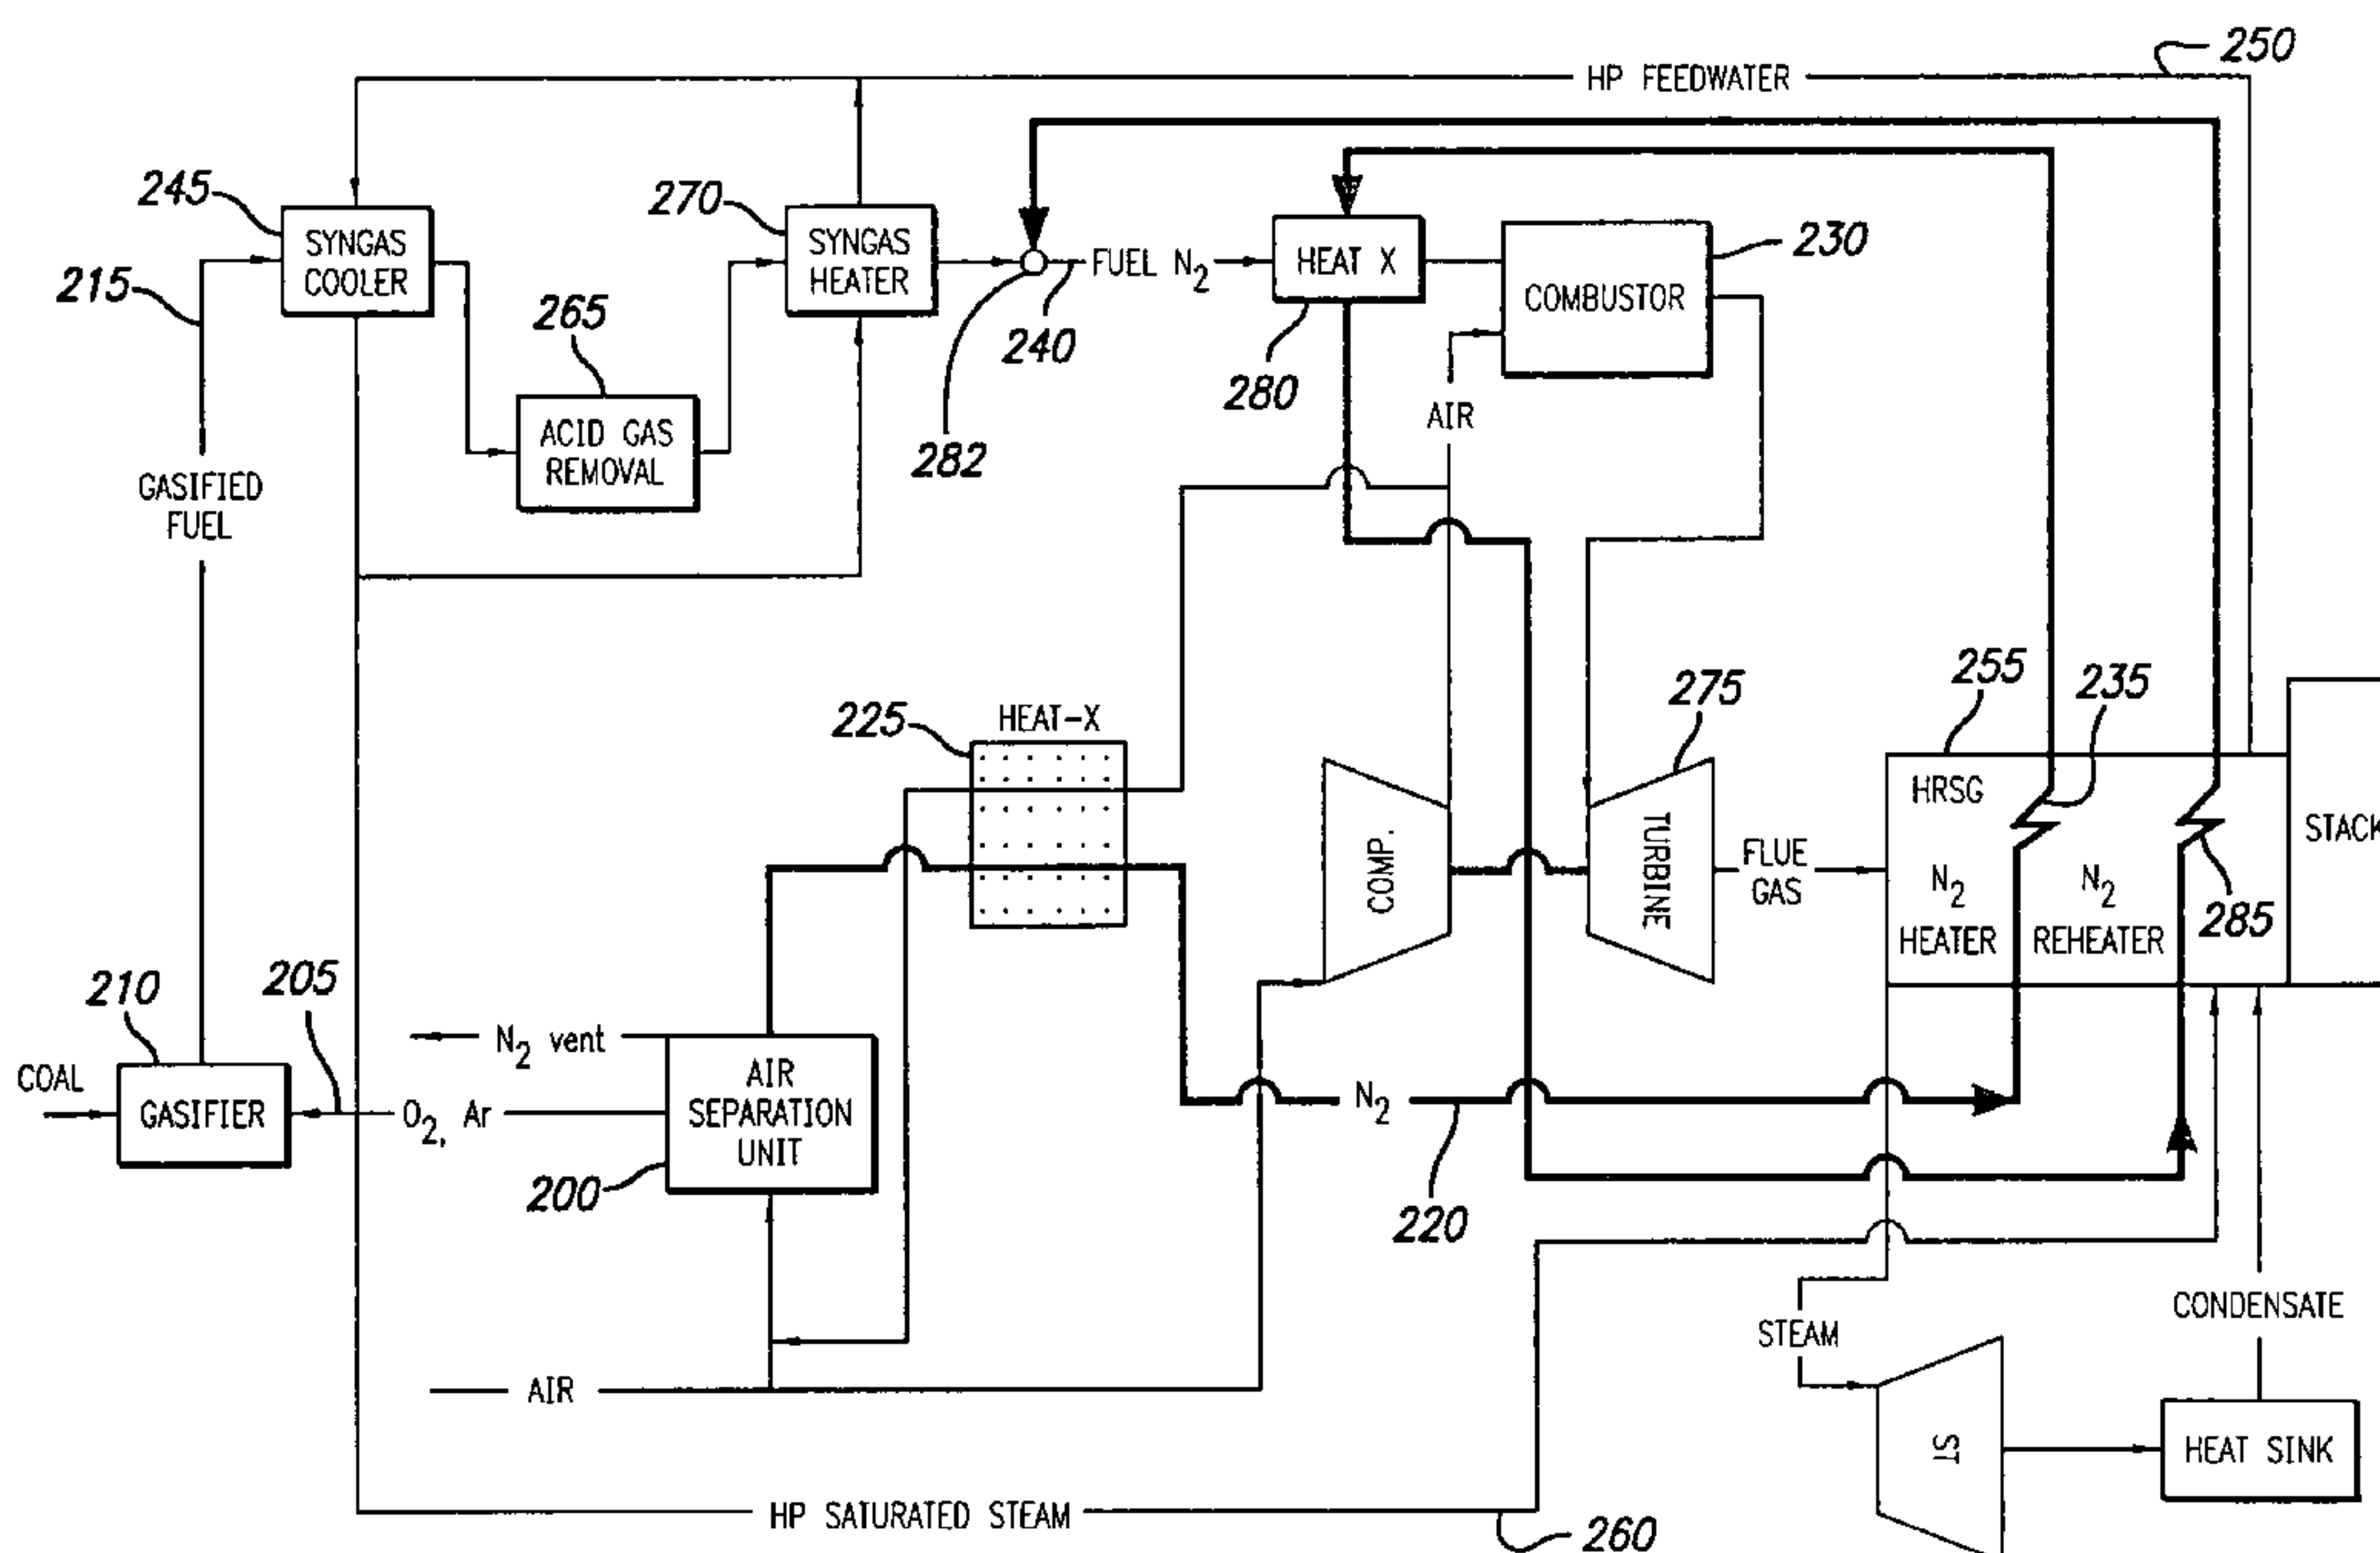 250
HP FEEDWATER
245
270
SYNGAS
COOLER
SYNGAS
HEATER
FUEL N2
HEAT X
COMBUSTOR
230
215
265
240
280
282
ACID GAS
REMOVAL
AIR
GASIFIED
FUEL
255
235
275
225
HEAT-X
HRSG
STACK
COMP.
TURBINE
FLUE
GAS
N2
HEATER
N2
REHEATER
285
210
205
N2 vent
COAL
GASIFIER
O2, Ar
AIR
SEPARATION
UNIT
N2
200
220
CONDENSATE
STEAM
AIR
ST
HEAT SINK
HP SATURATED STEAM
260